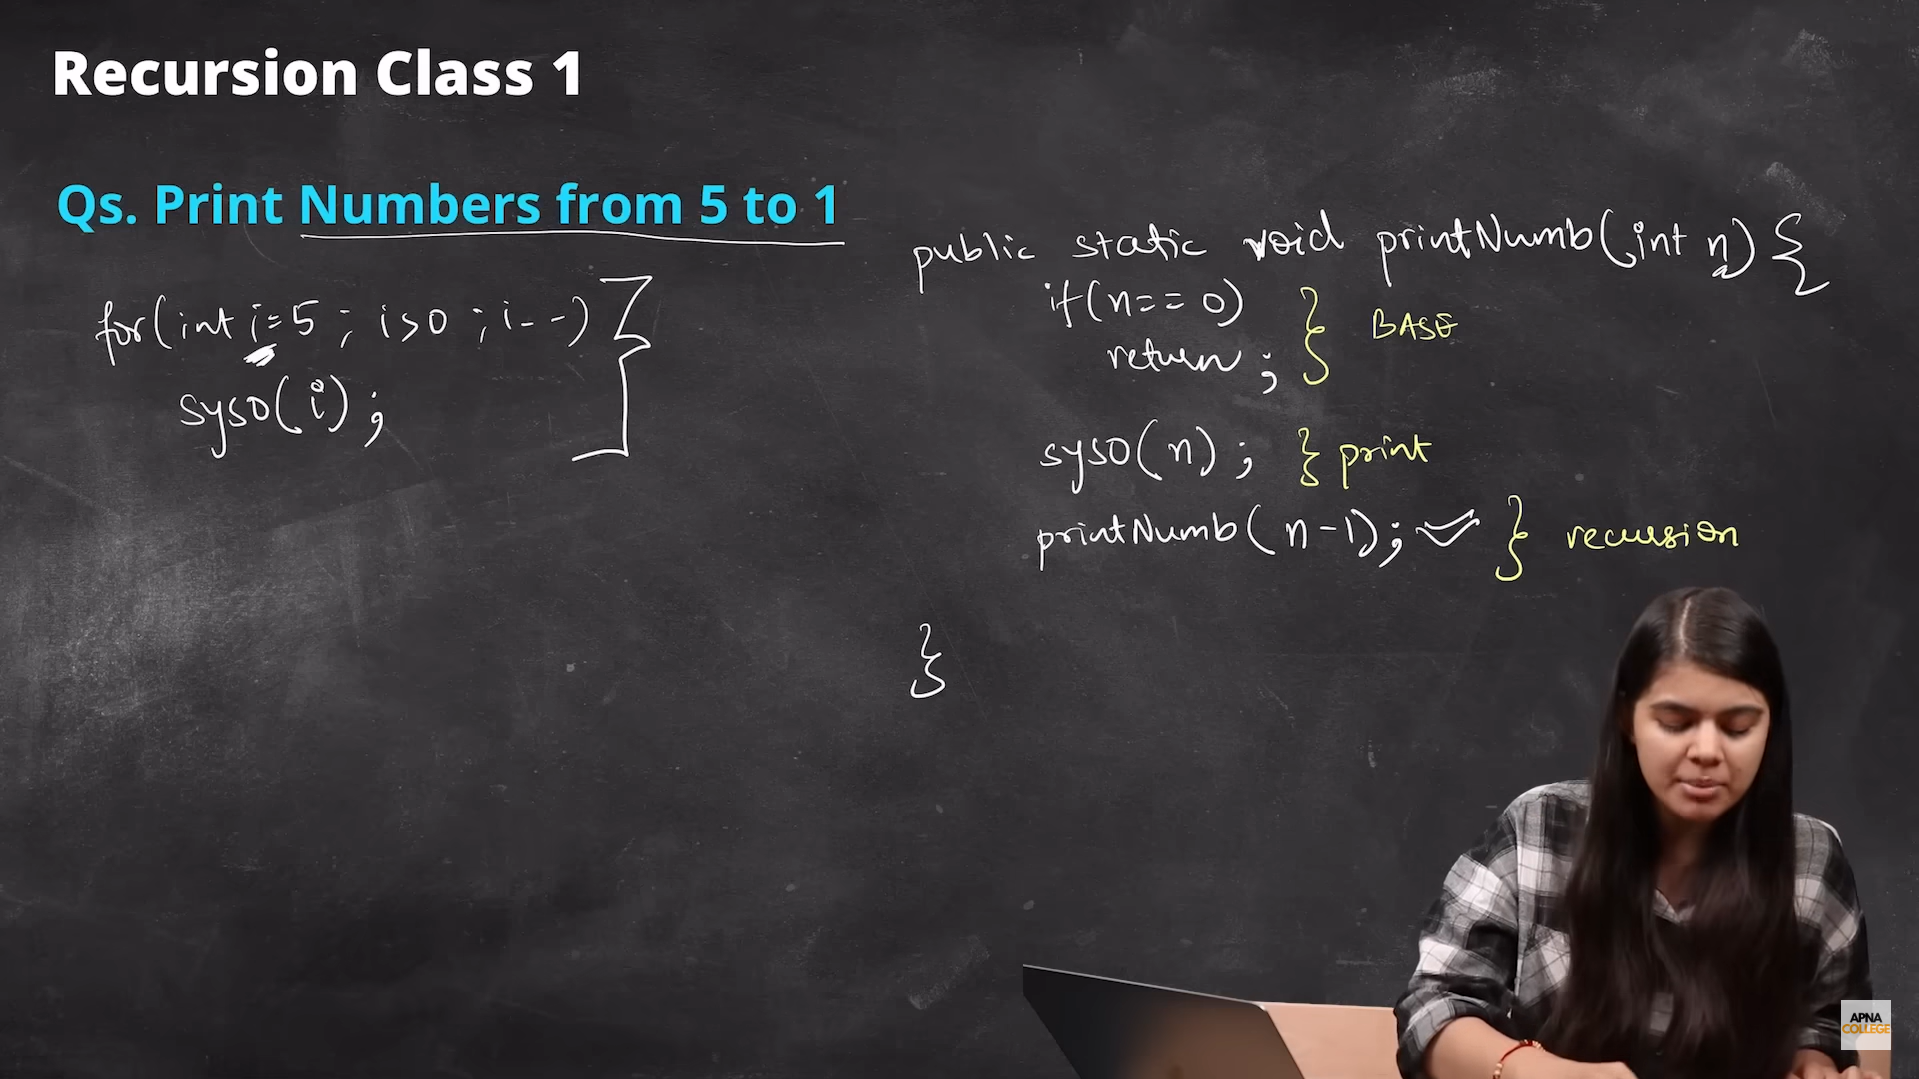 Recursion Class 1
Qs. Print Numbers from 5 to 1
for(int i=5 ; i>0 ; i--)
syso(i);
public static void printNumb(int n) {
if(n==0)
return ;
} BASE
syso(n) ; } print
printNumb(n-1); } recursion
}
APNA
COLLEGE